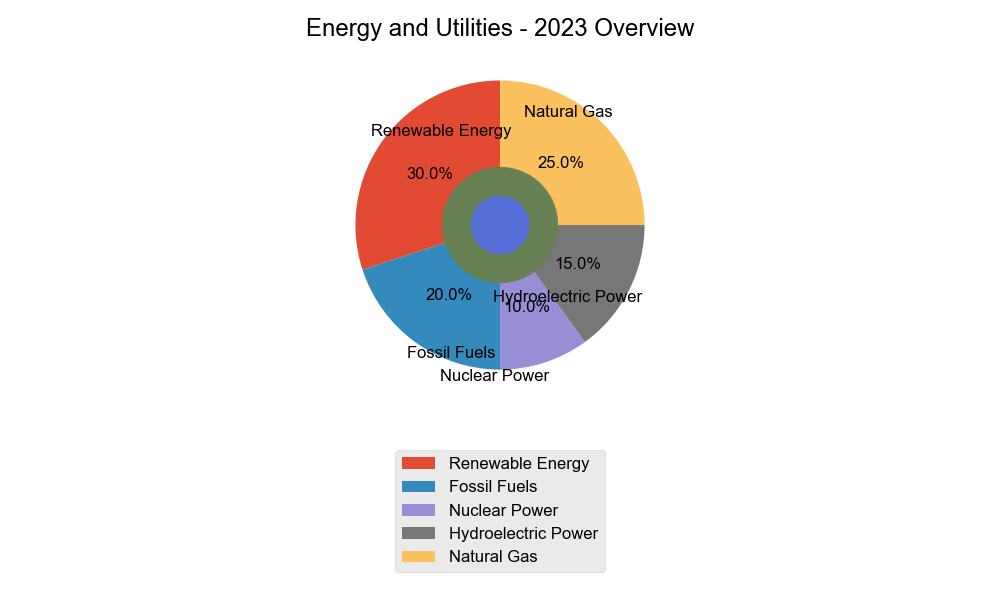 Energy and Utilities - 2023 Overview
Natural Gas
Renewable Energy
25.0%
30.0%
15.0%
20.0%
Hydroelectric Power
10.0%
Fossil Fuels
Nuclear Power
Renewable Energy
Fossil Fuels
Nuclear Power
Hydroelectric Power
Natural Gas